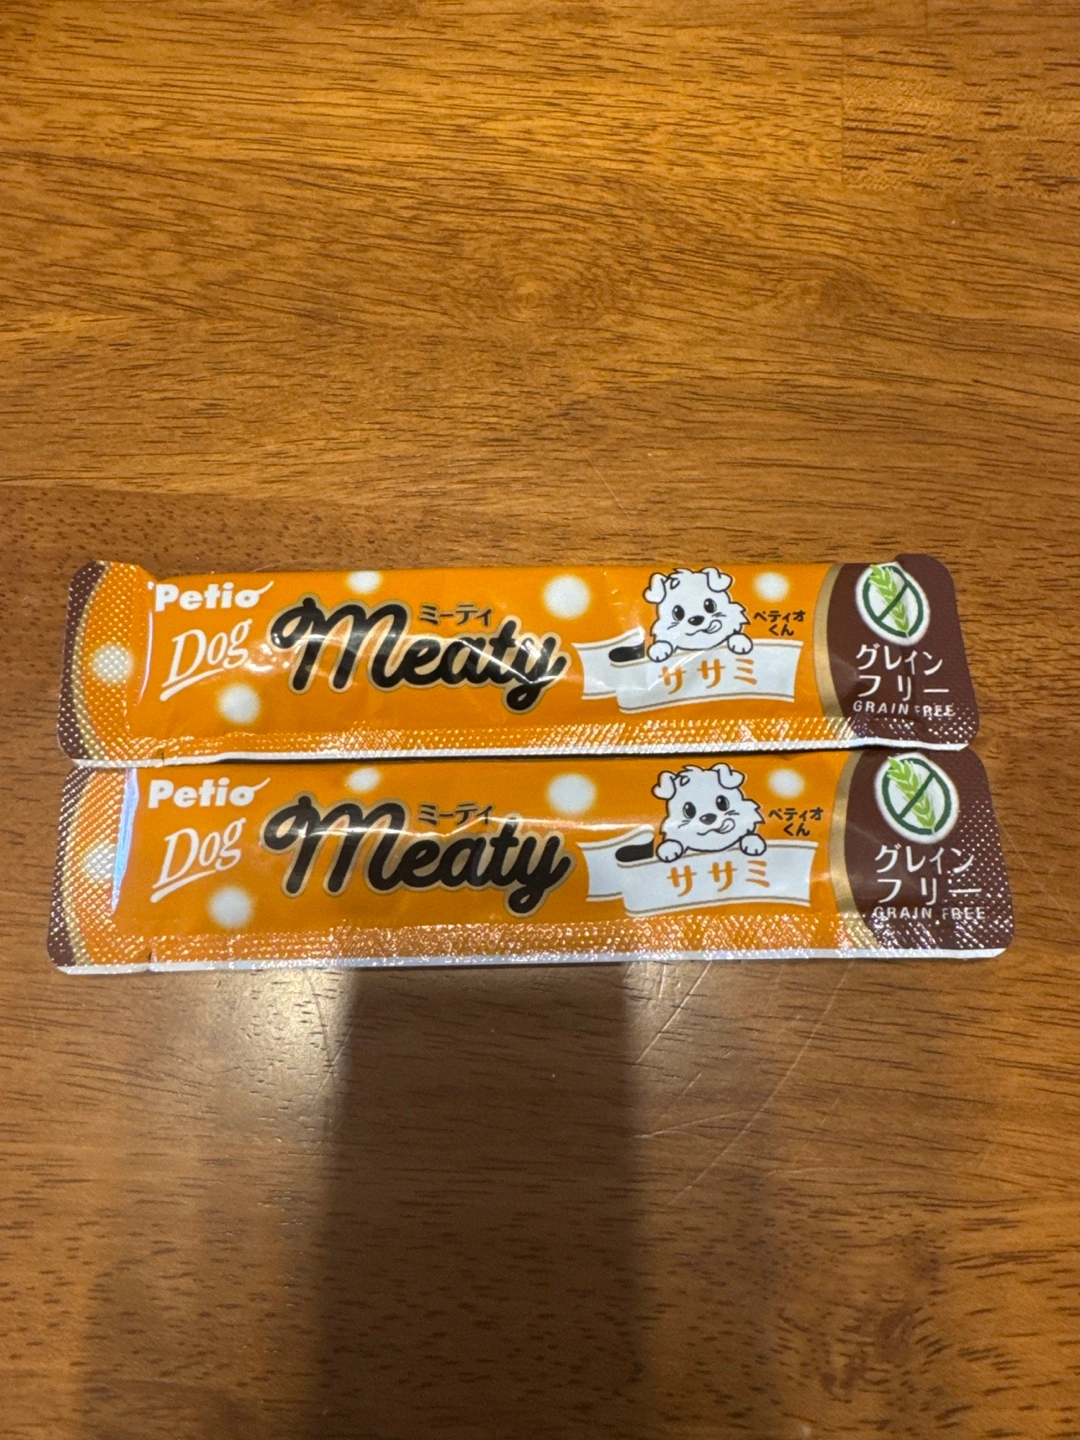 Petio
Dog
ミーティ
Meaty
ペティオ
くん
ササミ
グレイン
フリー
GRAIN FREE
Petio
Dog
ミーティ
Meaty
ペティオ
くん
ササミ
グレイン
フリー
GRAIN FREE